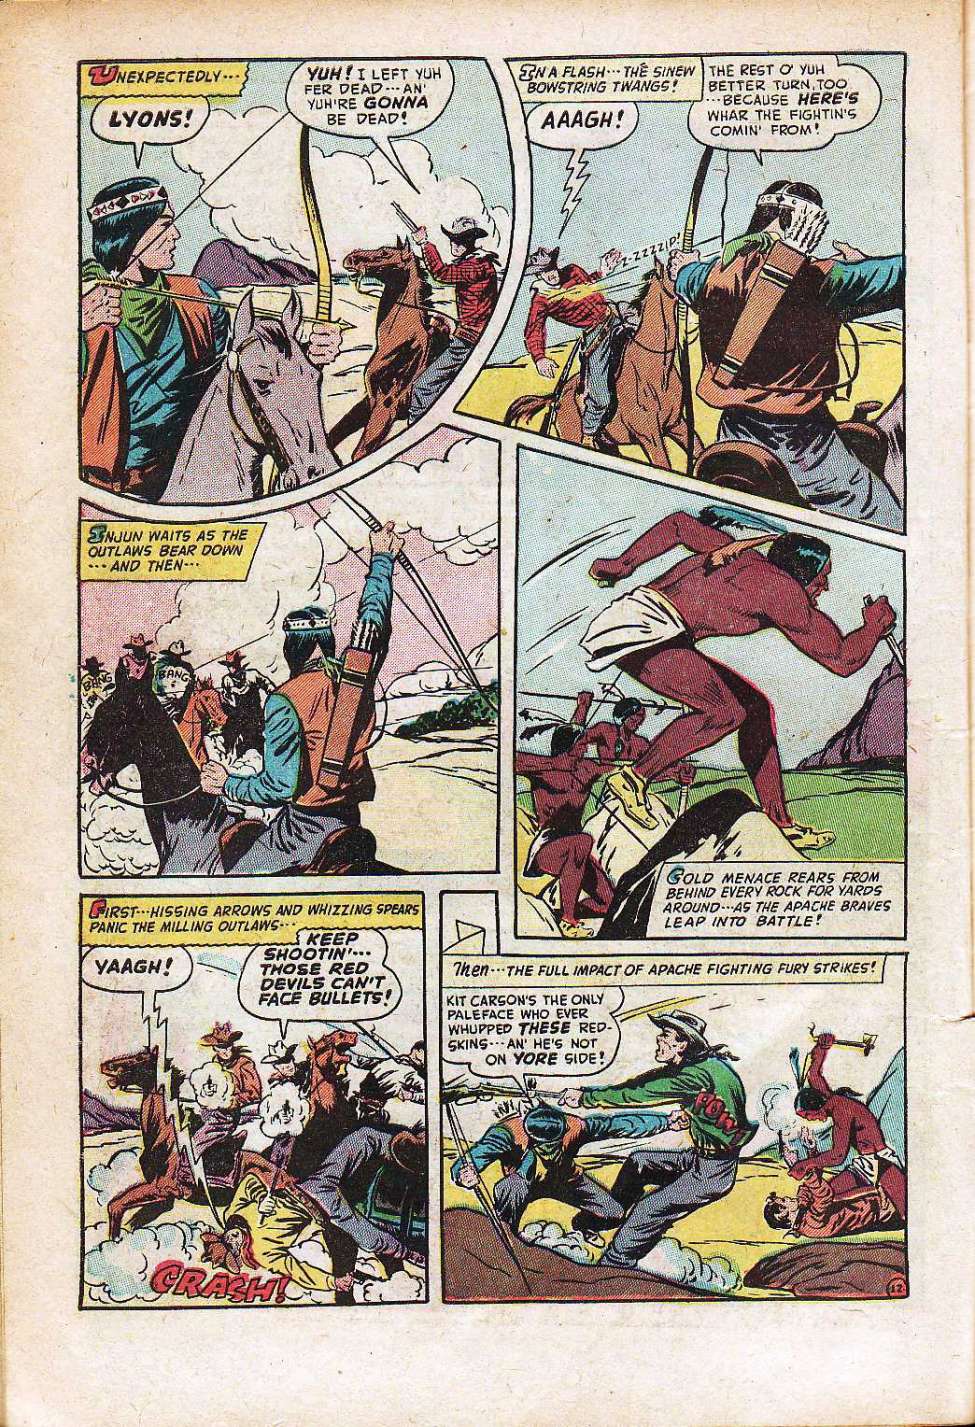 UNEXPECTEDLY---
LYONS!
YUH! I LEFT YUH
FER DEAD---AN'
YUH'RE GONNA
BE DEAD!
IN A FLASH---THE SINEW
BOWSTRING TWANGS!
AAAGH!
THE REST O' YUH
BETTER TURN, TOO
---BECAUSE HERE'S
WHAR THE FIGHTIN'S
COMIN' FROM!
Z-ZZZZZIP!
INJUN WAITS AS THE
OUTLAWS BEAR DOWN
---AND THEN---
BANG
BANG
COLD MENACE REARS FROM
BEHIND EVERY ROCK FOR YARDS
AROUND---AS THE APACHE BRAVES
LEAP INTO BATTLE!
FIRST---HISSING ARROWS AND WHIZZING SPEARS
PANIC THE MILLING OUTLAWS---
YAAGH!
KEEP
SHOOTIN'---
THOSE RED
DEVILS CAN'T
FACE BULLETS!
CRASH!
Then---THE FULL IMPACT OF APACHE FIGHTING FURY STRIKES!
KIT CARSON'S THE ONLY
PALEFACE WHO EVER
WHUPPED THESE RED-
SKINS---AN' HE'S NOT
ON YORE SIDE!
POW!
12